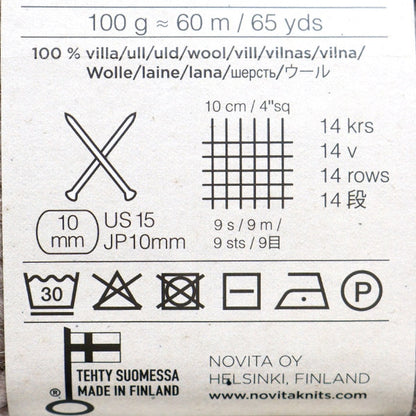 100 g ≈ 60 m / 65 yds
100 % villa/ull/uld/wool/vill/vilnas/vilna/
Wolle/laine/lana/шерсть/ウール
10 cm / 4"sq
14 krs
14 v
14 rows
14 段
10
mm
US 15
JP10mm
9 s / 9 m /
9 sts / 9目
30
P
TEHTY SUOMESSA
® MADE IN FINLAND
NOVITA OY
HELSINKI, FINLAND
www.novitaknits.com